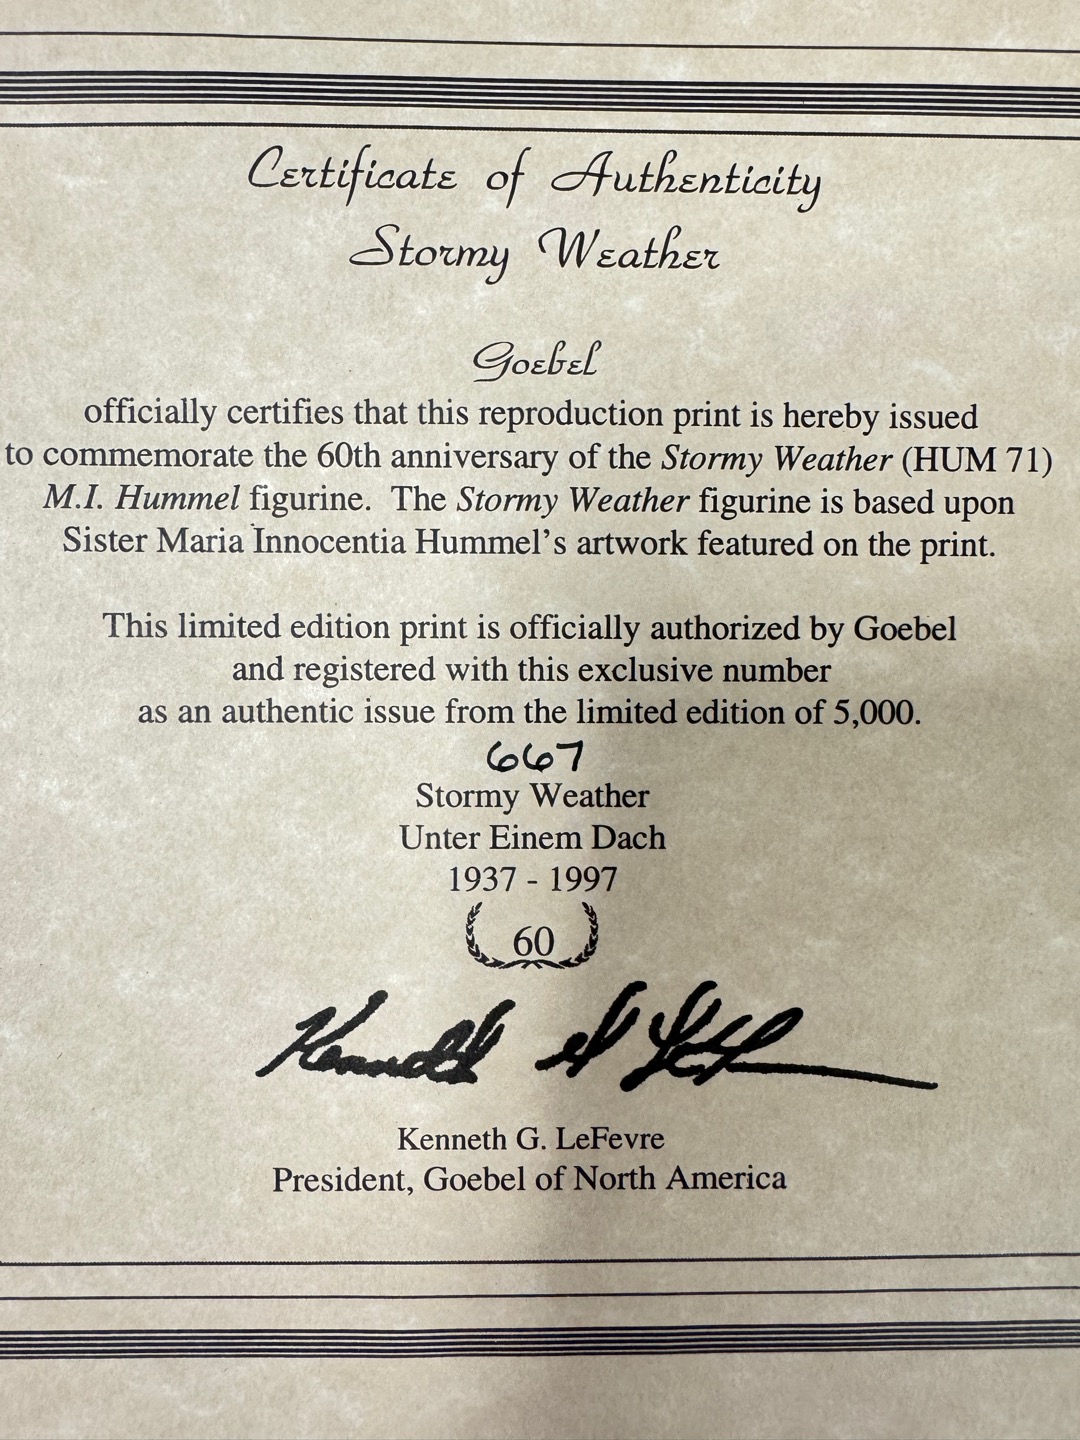 Certificate of Authenticity
Stormy Weather
Goebel
officially certifies that this reproduction print is hereby issued
to commemorate the 60th anniversary of the Stormy Weather (HUM 71)
M.I. Hummel figurine. The Stormy Weather figurine is based upon
Sister Maria Innocentia Hummel's artwork featured on the print.
This limited edition print is officially authorized by Goebel
and registered with this exclusive number
as an authentic issue from the limited edition of 5,000.
667
Stormy Weather
Unter Einem Dach
1937 - 1997
60
Kenneth G. LeFevre
President, Goebel of North America